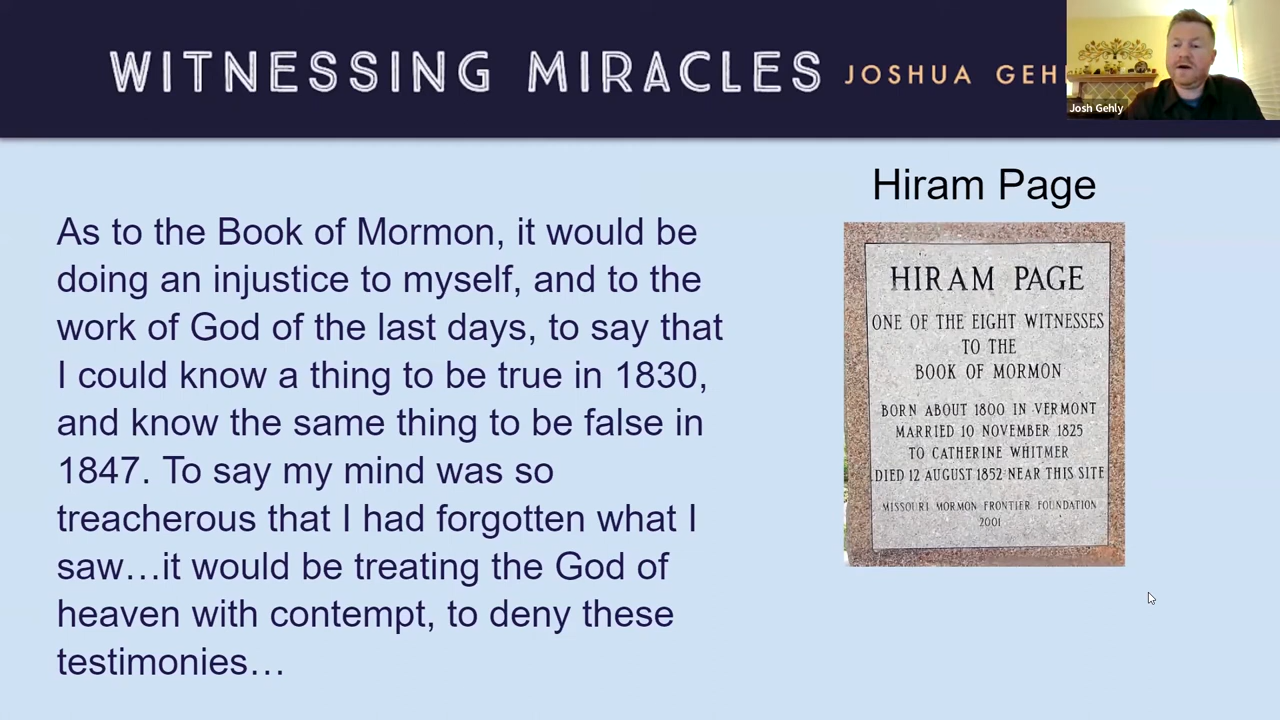 WITNESSING MIRACLES JOSHUA GEH
Josh Gehly
Hiram Page
As to the Book of Mormon, it would be
doing an injustice to myself, and to the
work of God of the last days, to say that
I could know a thing to be true in 1830,
and know the same thing to be false in
1847. To say my mind was so
treacherous that I had forgotten what I
saw…it would be treating the God of
heaven with contempt, to deny these
testimonies…
HIRAM PAGE
ONE OF THE EIGHT WITNESSES
TO THE
BOOK OF MORMON
BORN ABOUT 1800 IN VERMONT
MARRIED 10 NOVEMBER 1825
TO CATHERINE WHITMER
DIED 12 AUGUST 1852 NEAR THIS SITE
MISSOURI MORMON FRONTIER FOUNDATION
2001